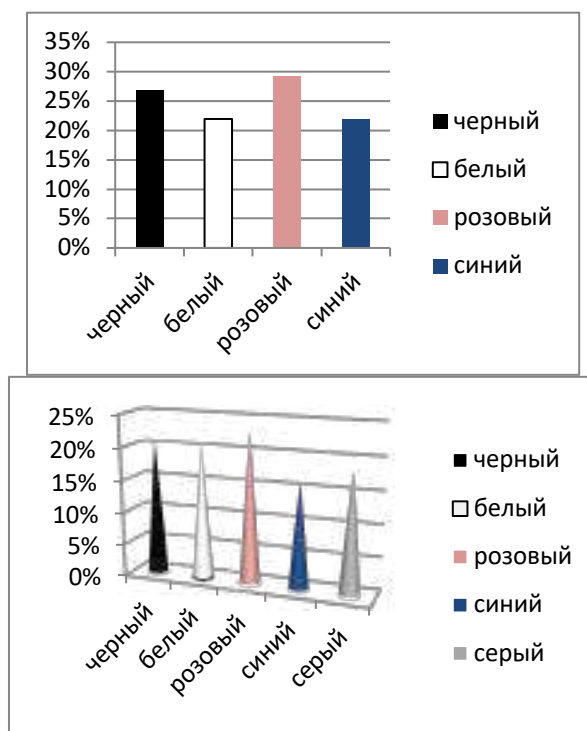 35%
30%
25%
20%
15%
10%
5%
0%
черный
белый
розовый
синий
черный
белый
розовый
синий
25%
20%
15%
10%
5%
0%
черный
белый
розовый
синий
серый
черный
белый
розовый
синий
серый